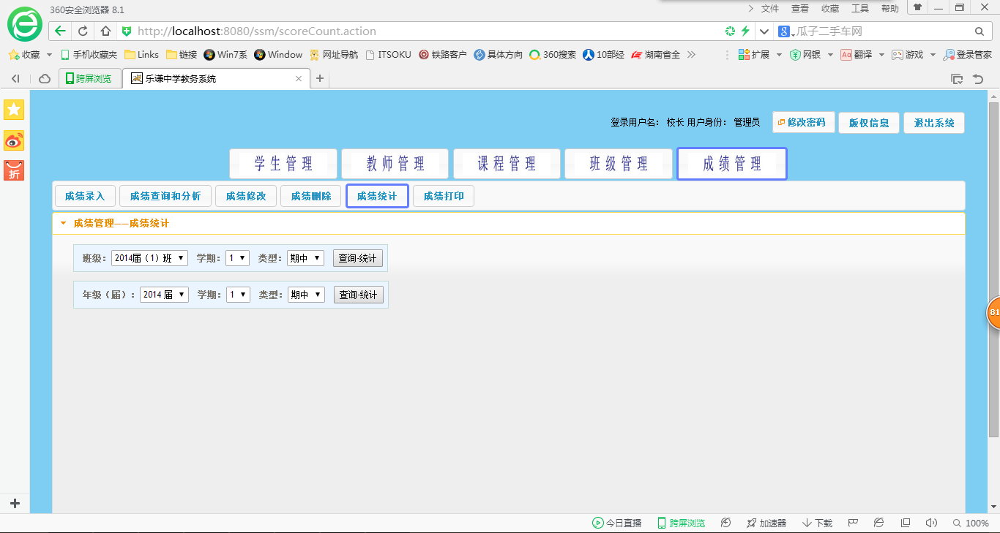 360安全浏览器 8.1
文件 查看 收藏 工具 帮助
http://localhost:8080/ssm/scoreCount.action
瓜子二手车网
收藏 手机收藏夹 Links 链接 Win7系 Window 网址导航 ITSOKU 铁路客户 具体方向 360搜索 10部经 湖南省全 扩展 网银 翻译 游戏 登录管家
跨屏浏览 乐谦中学教务系统
折
登录用户名： 校长 用户身份： 管理员 修改密码 版权信息 退出系统
学生管理 教师管理 课程管理 班级管理 成绩管理
成绩录入 成绩查询和分析 成绩修改 成绩删除 成绩统计 成绩打印
成绩管理——成绩统计
班级： 2014届（1）班 学期： 1 类型： 期中 查询·统计
年级（届）： 2014 届 学期： 1 类型： 期中 查询·统计
81
今日直播 跨屏浏览 加速器 下载 100%